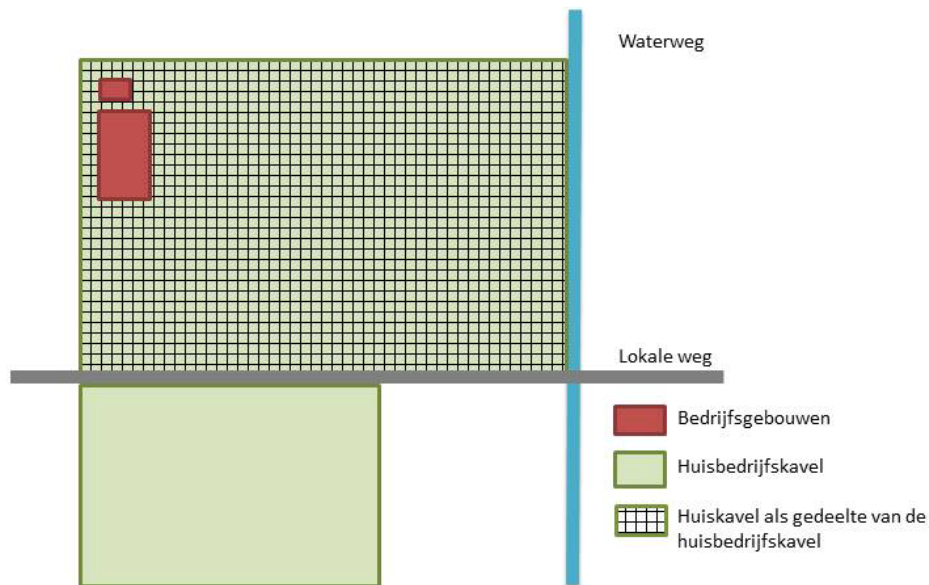 Waterweg
Lokale weg
Bedrijfsgebouwen
Huisbedrijfskavel
Huiskavel als gedeelte van de
huisbedrijfskavel